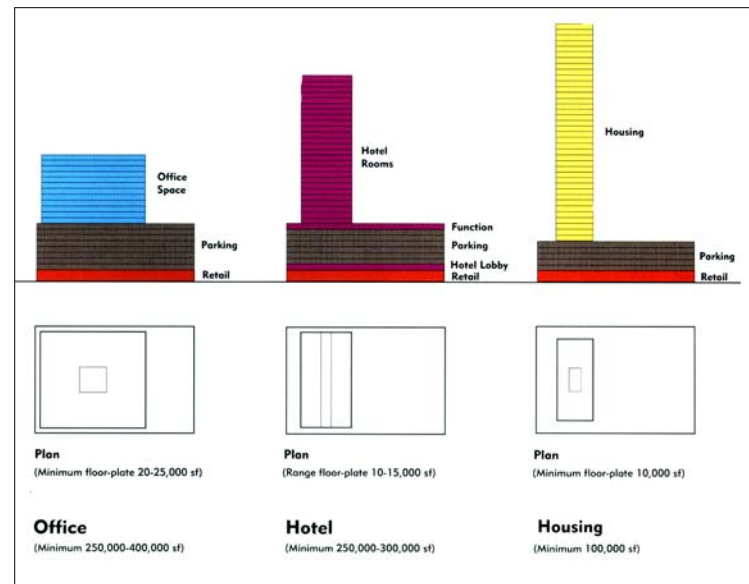 Office
Space
Parking
Retail
Hotel
Rooms
Function
Parking
Hotel Lobby
Retail
Housing
Parking
Retail
Plan
(Minimum floor-plate 20-25,000 sf)
Plan
(Range floor-plate 10-15,000 sf)
Plan
(Minimum floor-plate 10,000 sf)
Office
(Minimum 250,000-400,000 sf)
Hotel
(Minimum 250,000-300,000 sf)
Housing
(Minimum 100,000 sf)